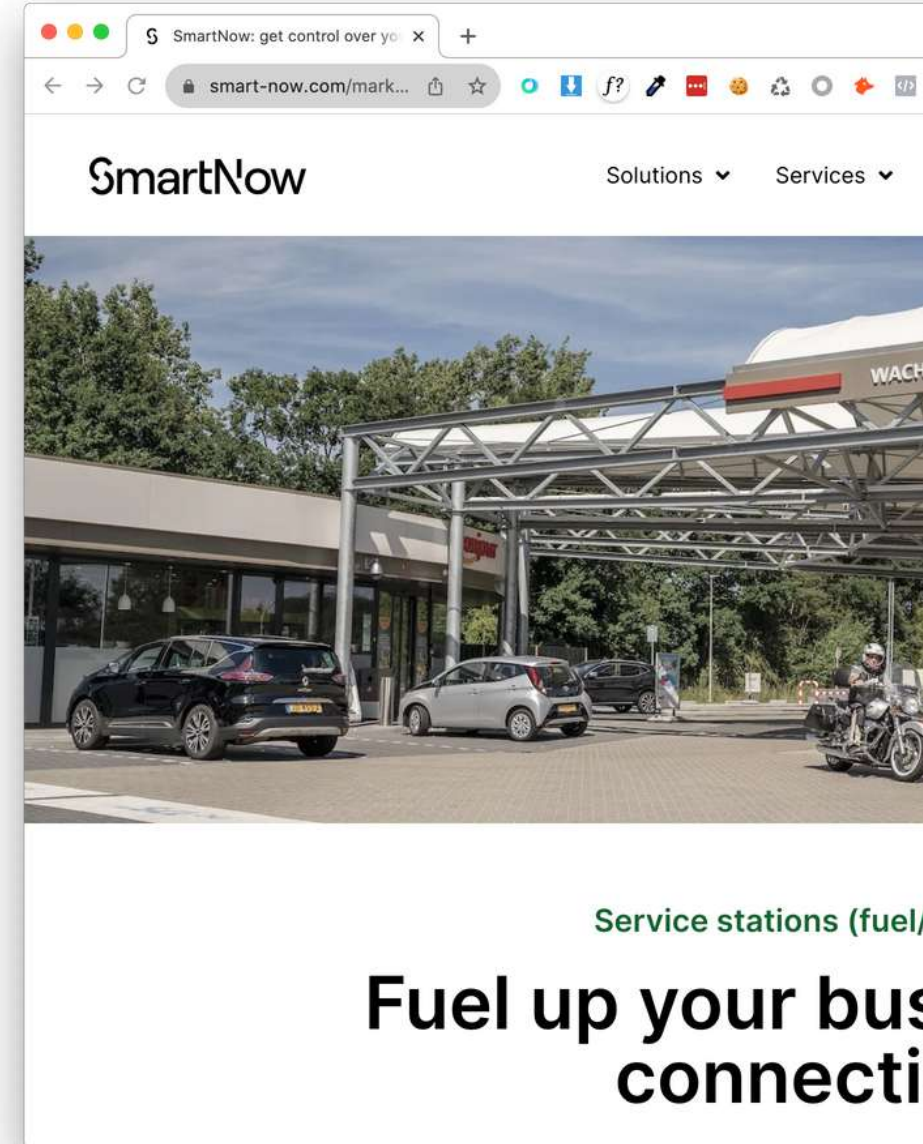 SmartNow: get control over yo
smart-now.com/mark...
f?
SmartNow
Solutions
Services
WACH
Service stations (fuel/
Fuel up your bus
connecti